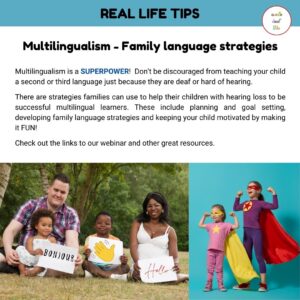 REAL LIFE TIPS
Multilingualism - Family language strategies
Multilingualism is a SUPERPOWER! Don't be discouraged from teaching your child
a second or third language just because they are deaf or hard of hearing.
There are strategies families can use to help their children with hearing loss to be
successful multilingual learners. These include planning and goal setting,
developing family language strategies and keeping your child motivated by making
it FUN!
Check out the links to our webinar and other great resources.
BONJOUR
Hello